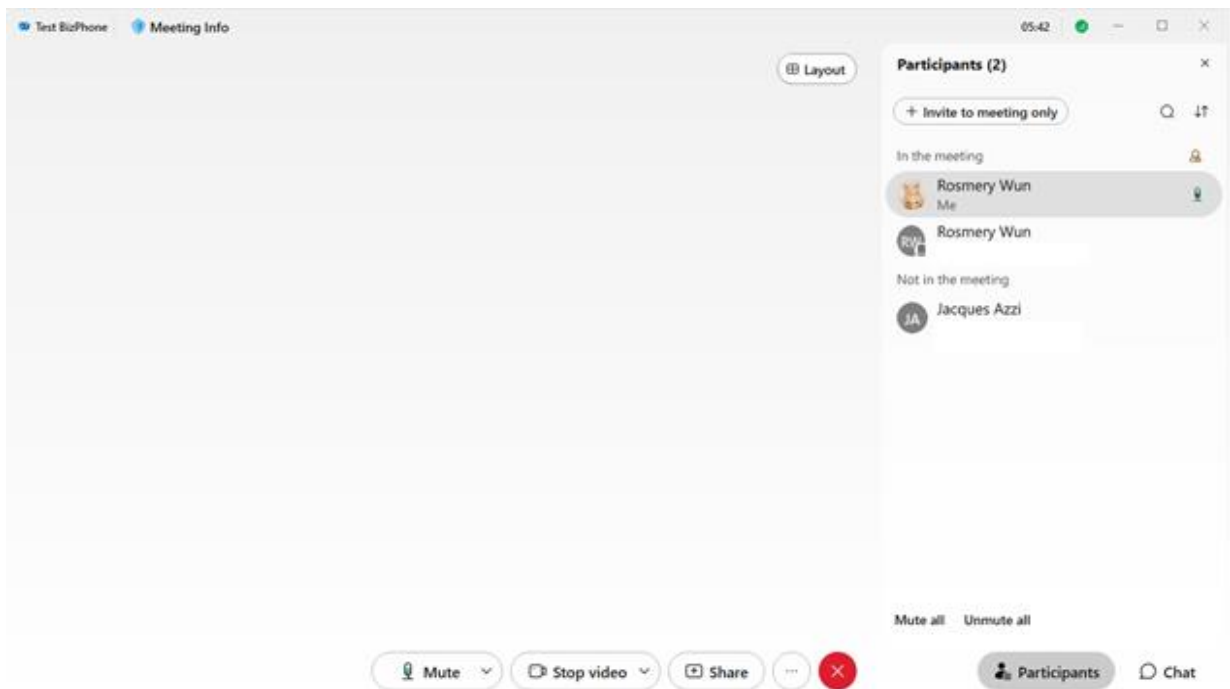 Test BizPhone Meeting Info 05:42
Layout
Participants (2)
+ Invite to meeting only
In the meeting
Rosmery Wun
Me
RW Rosmery Wun
Not in the meeting
JA Jacques Azzi
Mute all Unmute all
Mute Stop video Share ... Participants Chat